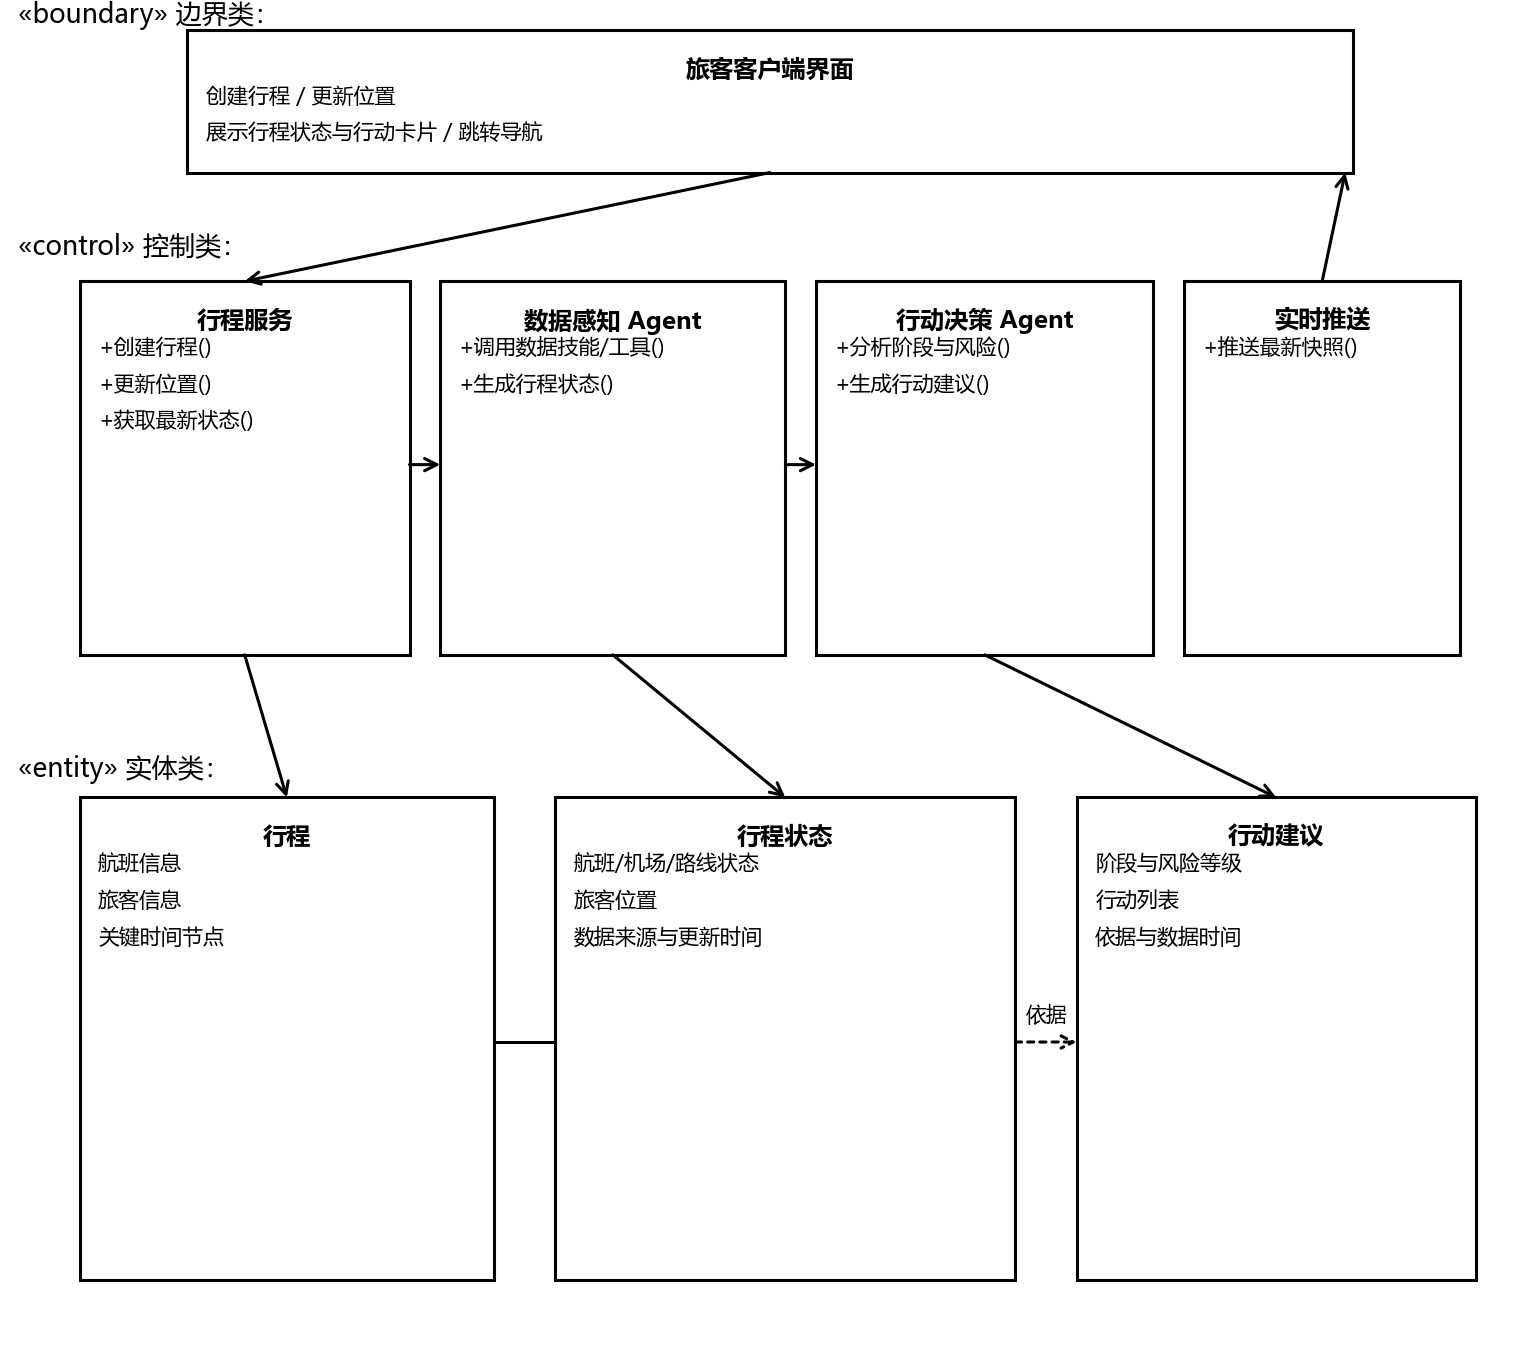 «boundary» 边界类：
旅客客户端界面
创建行程 / 更新位置
展示行程状态与行动卡片 / 跳转导航
«control» 控制类：
行程服务
+创建行程()
+更新位置()
+获取最新状态()
数据感知 Agent
+调用数据技能/工具()
+生成行程状态()
行动决策 Agent
+分析阶段与风险()
+生成行动建议()
实时推送
+推送最新快照()
«entity» 实体类：
行程
航班信息
旅客信息
关键时间节点
行程状态
航班/机场/路线状态
旅客位置
数据来源与更新时间
依据
行动建议
阶段与风险等级
行动列表
依据与数据时间